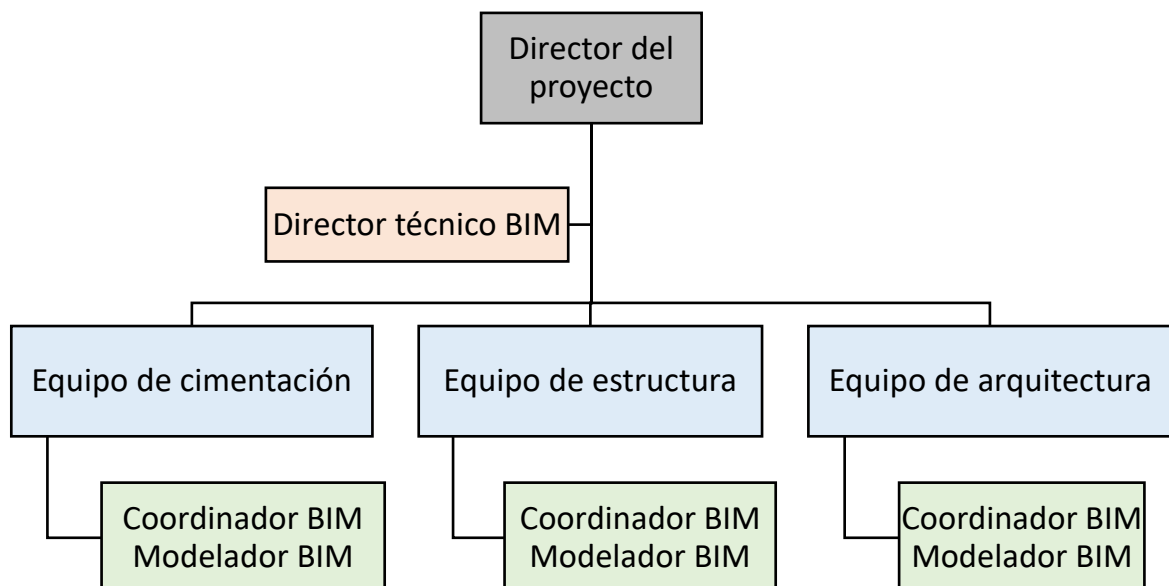 Director del
proyecto
Director técnico BIM
Equipo de cimentación
Equipo de estructura
Equipo de arquitectura
Coordinador BIM
Modelador BIM
Coordinador BIM
Modelador BIM
Coordinador BIM
Modelador BIM